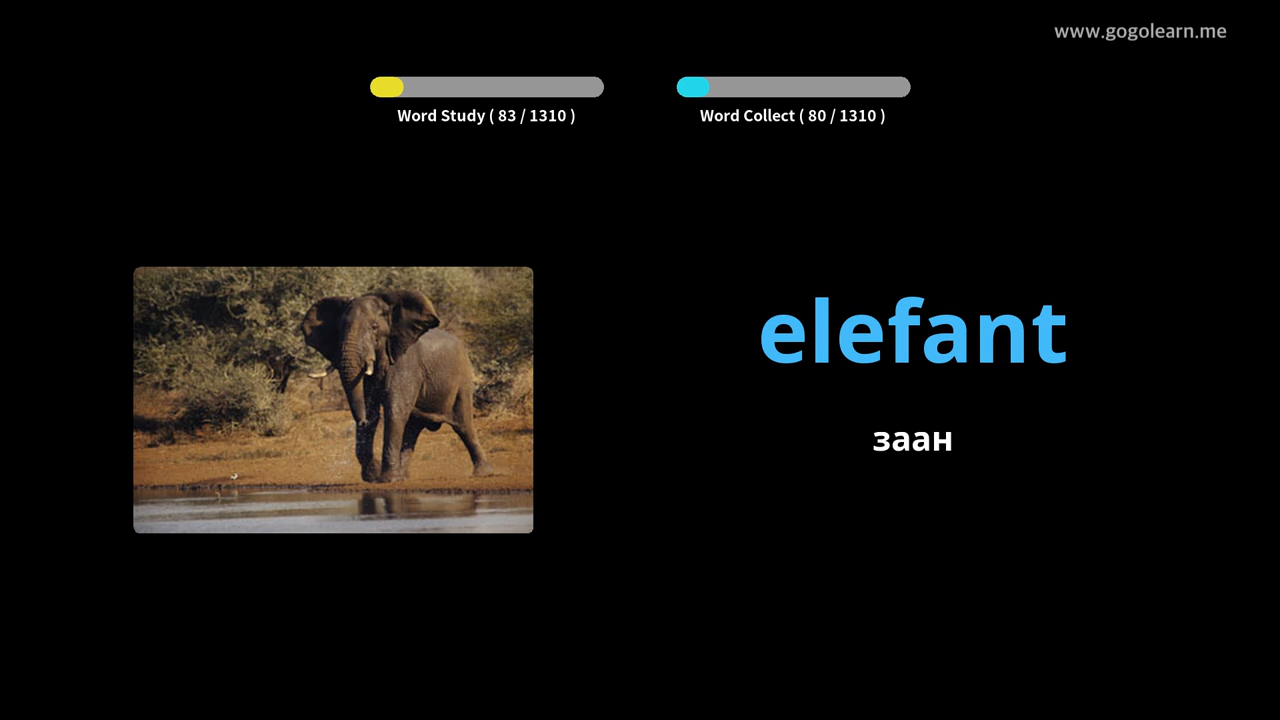 www.gogolearn.me
Word Study ( 83 / 1310 )
Word Collect ( 80 / 1310 )
elefant
заан